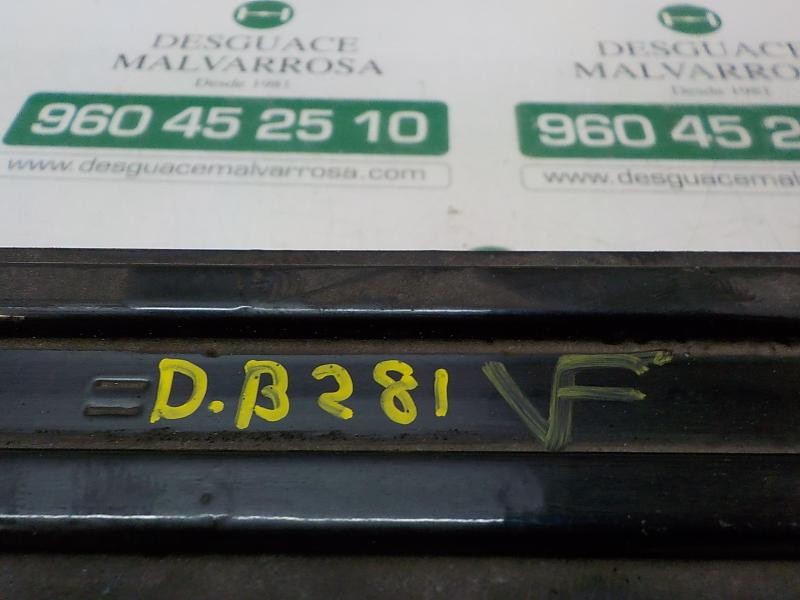 DESGUACE
MALVARROSA
Desde 1981
960 45 25 10
www.desguacemalvarrosa.com
DESGUACE
MALVARROSA
Desde 1981
960 45 2
www.desguacemalv
D.B281 VF